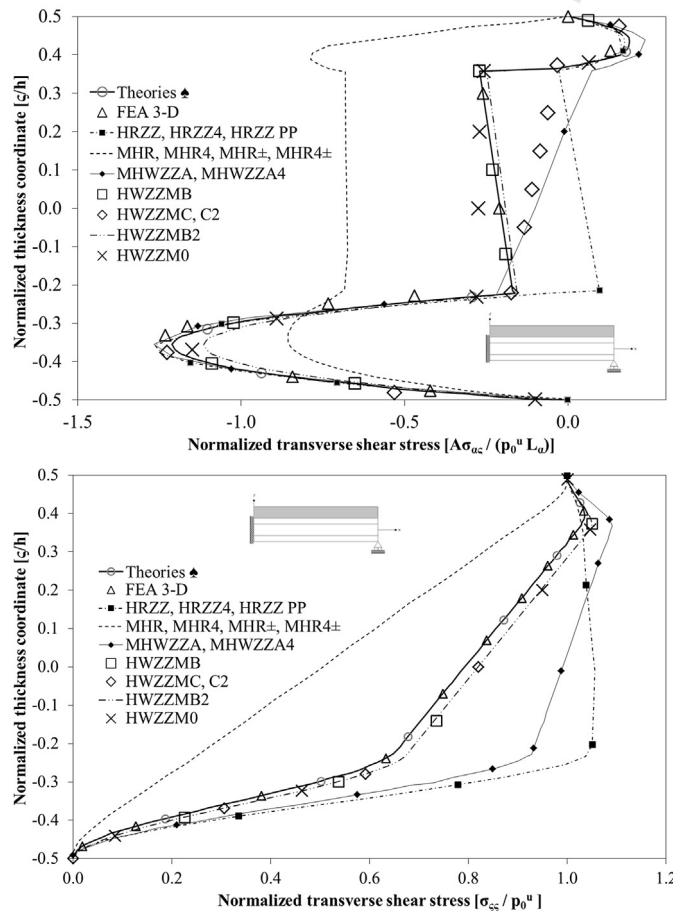 Normalized thickness coordinate [ς/h]
0.5
0.4
0.3
0.2
0.1
0.0
-0.1
-0.2
-0.3
-0.4
-0.5
Theories ♠
FEA 3-D
HRZZ, HRZZ4, HRZZ PP
MHR, MHR4, MHR±, MHR4±
MHWZZA, MHWZZA4
HWZZMB
HWZZMC, C2
HWZZMB2
HWZZM0
-1.5
-1.0
-0.5
0.0
Normalized transverse shear stress [Aσας / (p₀ᵘ Lα)]
Normalized thickness coordinate [ς/h]
0.5
0.4
0.3
0.2
0.1
0.0
-0.1
-0.2
-0.3
-0.4
-0.5
Theories ♠
FEA 3-D
HRZZ, HRZZ4, HRZZ PP
MHR, MHR4, MHR±, MHR4±
MHWZZA, MHWZZA4
HWZZMB
HWZZMC, C2
HWZZMB2
HWZZM0
0.0
0.2
0.4
0.6
0.8
1.0
1.2
Normalized transverse shear stress [σςς / p₀ᵘ ]